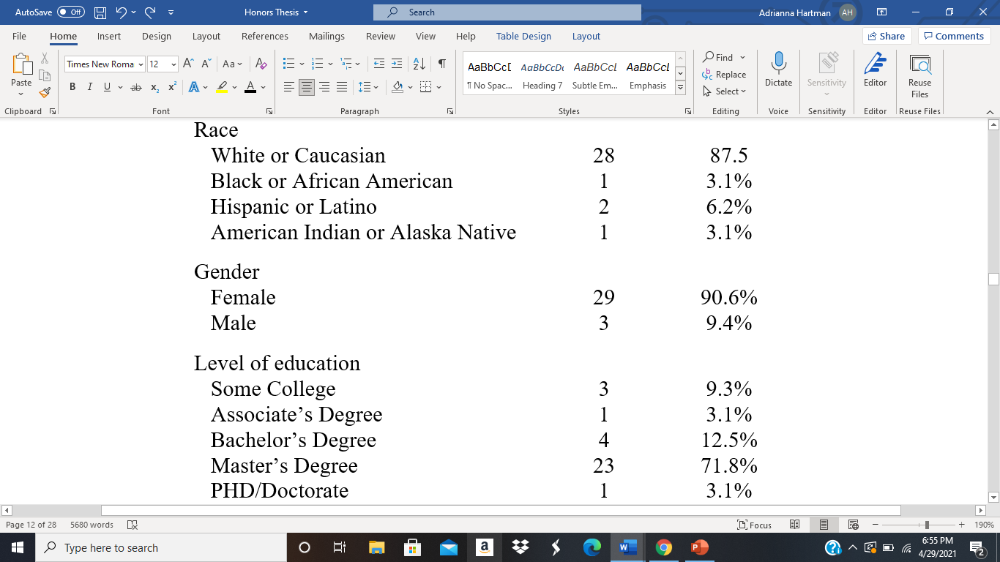 AutoSave Off Honors Thesis Search Adrianna Hartman AH
File Home Insert Design Layout References Mailings Review View Help Table Design Layout Share Comments
Paste Times New Roma 12 Aa AaBbCcD AaBbCcDc AaBbCcL AaBbCcL Find Replace Select Dictate Sensitivity Editor Reuse Files
B I U ab x₂ x² A A ¶ No Spac... Heading 7 Subtle Em... Emphasis
Clipboard Font Paragraph Styles Editing Voice Sensitivity Editor Reuse Files
Race
White or Caucasian 28 87.5
Black or African American 1 3.1%
Hispanic or Latino 2 6.2%
American Indian or Alaska Native 1 3.1%
Gender
Female 29 90.6%
Male 3 9.4%
Level of education
Some College 3 9.3%
Associate’s Degree 1 3.1%
Bachelor’s Degree 4 12.5%
Master’s Degree 23 71.8%
PHD/Doctorate 1 3.1%
Page 12 of 28 5680 words Focus 190%
Type here to search 6:55 PM
4/29/2021 2